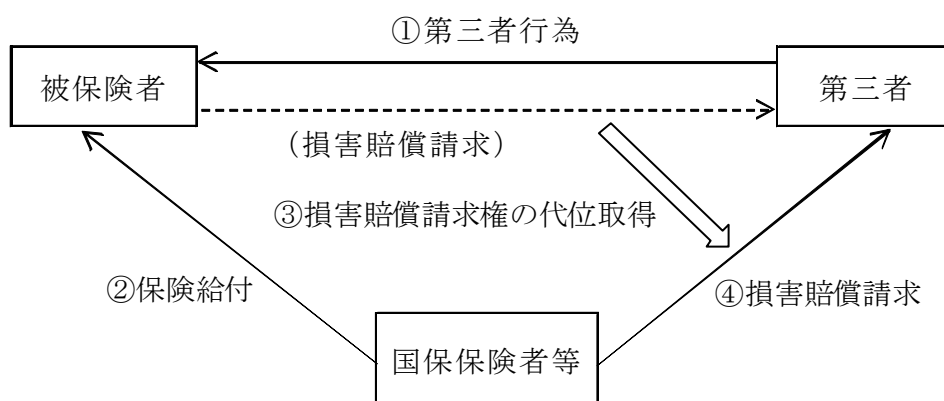 ①第三者行為
被保険者
第三者
（損害賠償請求）
③損害賠償請求権の代位取得
②保険給付
④損害賠償請求
国保保険者等